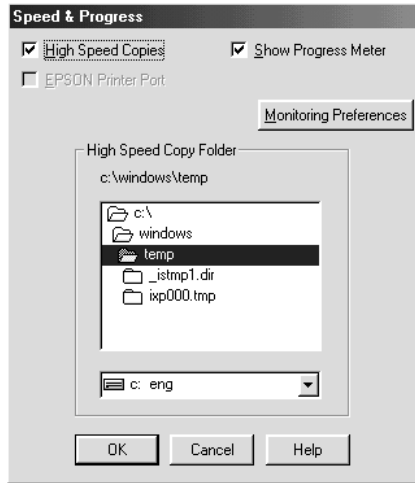 Speed & Progress
High Speed Copies Show Progress Meter
EPSON Printer Port
Monitoring Preferences
High Speed Copy Folder
c:\windows\temp
c:\
windows
temp
_istmp1.dir
ixp000.tmp
c: eng
OK Cancel Help